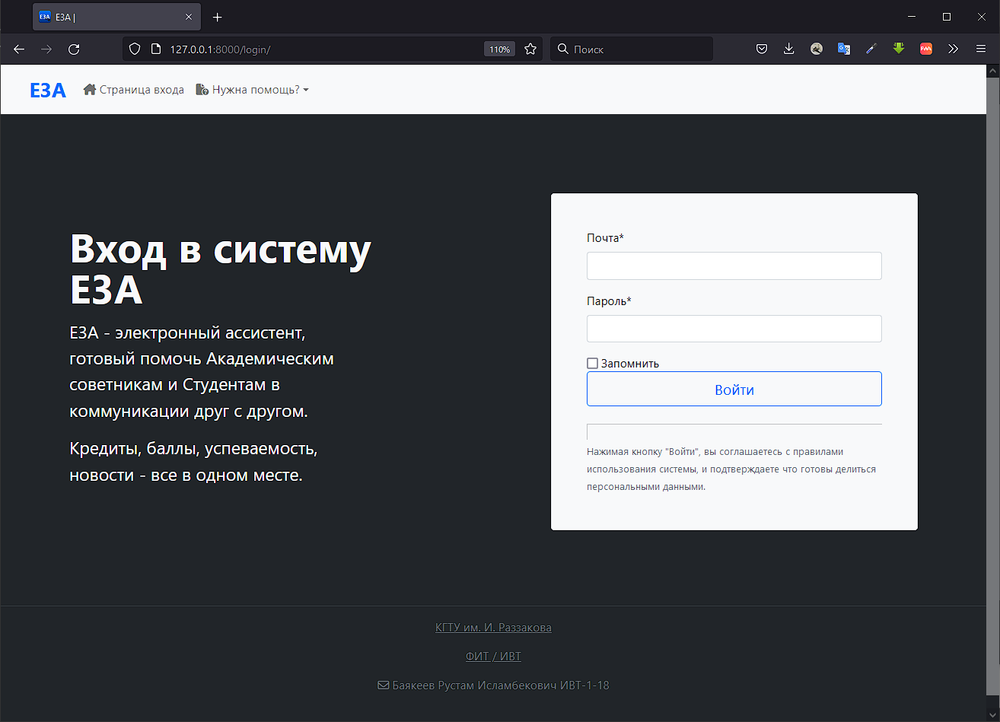 ЕЗА
ЕЗА |
127.0.0.1:8000/login/
110%
Поиск
ЕЗА
Страница входа
Нужна помощь?
Вход в систему
ЕЗА
ЕЗА - электронный ассистент,
готовый помочь Академическим
советникам и Студентам в
коммуникации друг с другом.
Кредиты, баллы, успеваемость,
новости - все в одном месте.
Почта*
Пароль*
Запомнить
Войти
Нажимая кнопку "Войти", вы соглашаетесь с правилами
использования системы, и подтверждаете что готовы делиться
персональными данными.
КГТУ им. И. Раззакова
ФИТ / ИВТ
Баякеев Рустам Исламбекович ИВТ-1-18